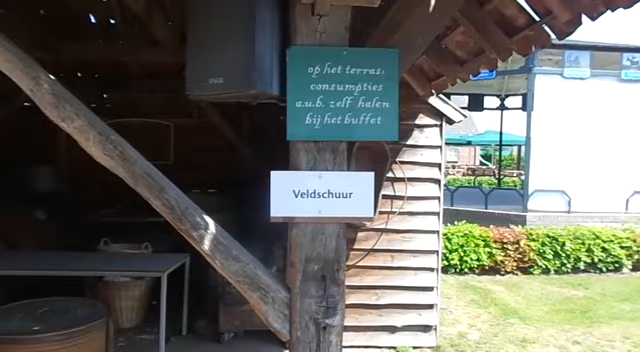 op het terras:
consumpties
a.u.b. zelf halen
bij het buffet
Veldschuur